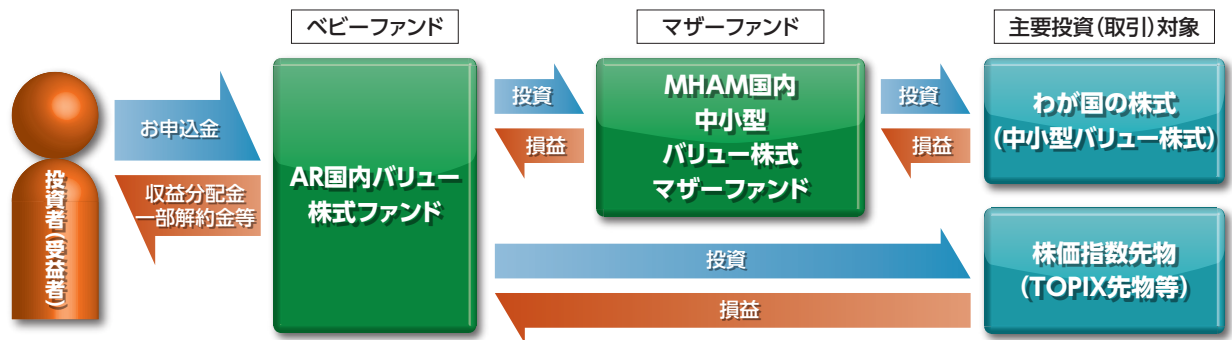 ベビーファンド
マザーファンド
主要投資(取引)対象
投資者(受益者)
お申込金
収益分配金
一部解約金等
AR国内バリュー
株式ファンド
投資
損益
MHAM国内
中小型
バリュー株式
マザーファンド
投資
損益
わが国の株式
(中小型バリュー株式)
投資
損益
株価指数先物
(TOPIX先物等)